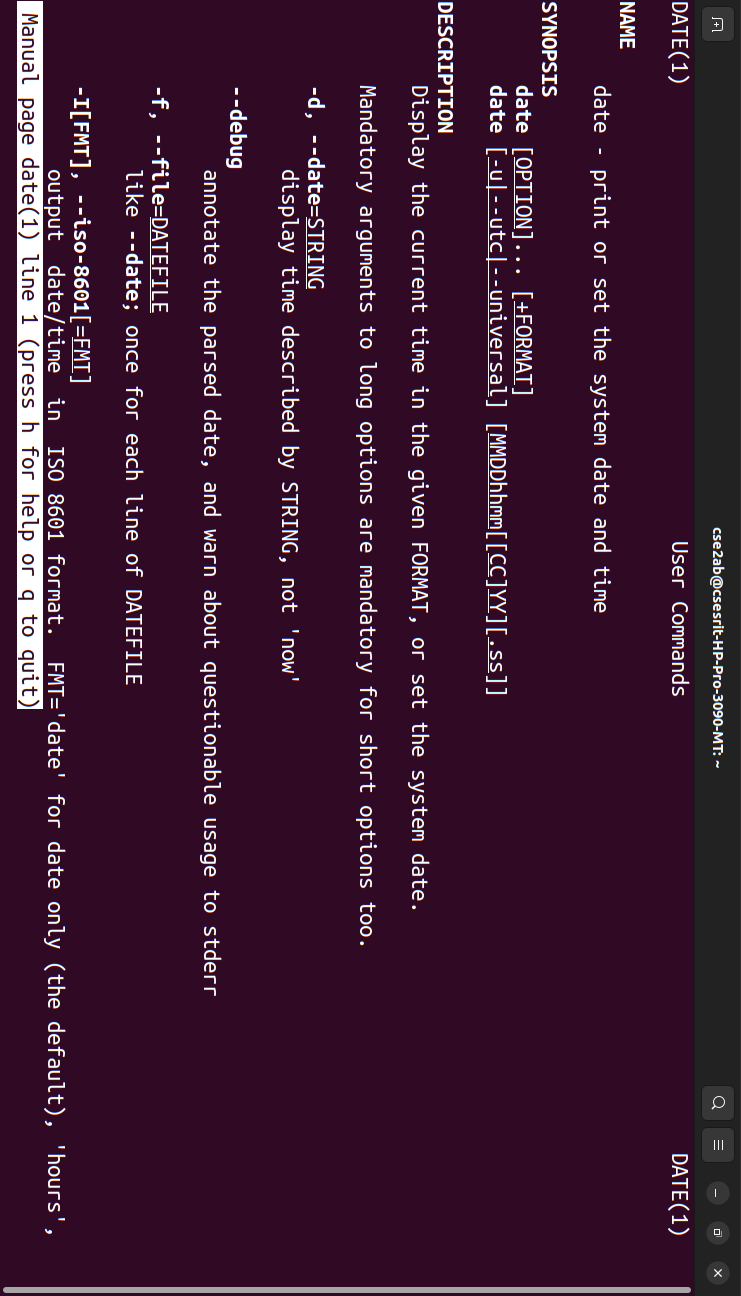 cse2ab@csesrit-HP-Pro-3090-MT: ~
DATE(1) User Commands DATE(1)
NAME
date - print or set the system date and time
SYNOPSIS
date [OPTION]... [+FORMAT]
date [-u|--utc|--universal] [MMDDhhmm[[CC]YY][.ss]]
DESCRIPTION
Display the current time in the given FORMAT, or set the system date.
Mandatory arguments to long options are mandatory for short options too.
-d, --date=STRING
display time described by STRING, not 'now'
--debug
annotate the parsed date, and warn about questionable usage to stderr
-f, --file=DATEFILE
like --date; once for each line of DATEFILE
-I[FMT], --iso-8601[=FMT]
output date/time in ISO 8601 format. FMT='date' for date only (the default), 'hours',
Manual page date(1) line 1 (press h for help or q to quit)